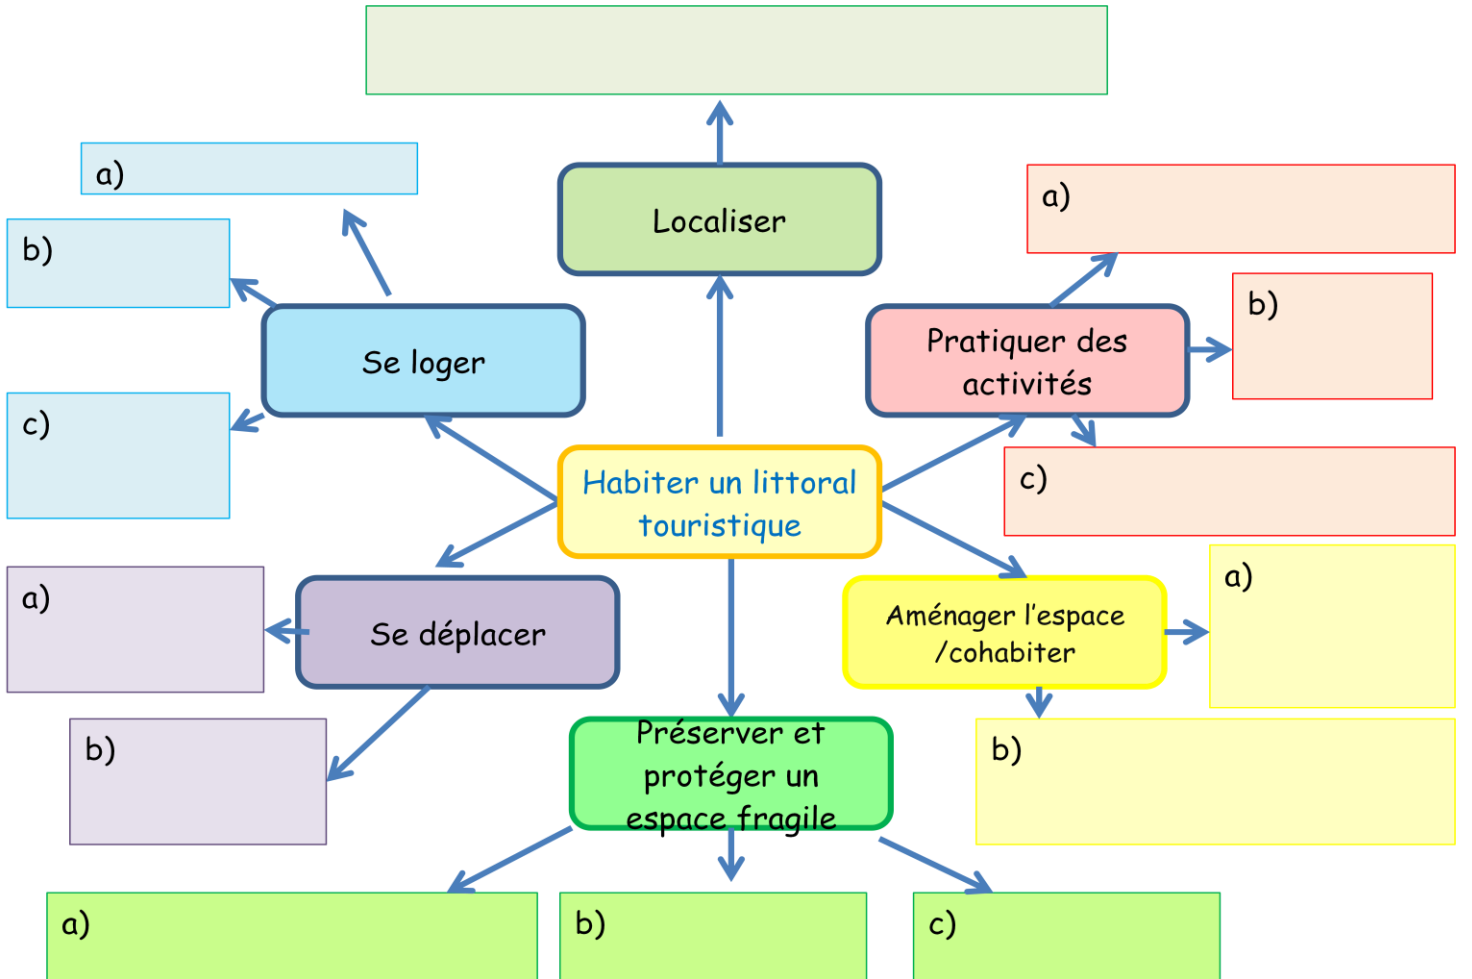 a)
Localiser
a)
b)
Se loger
Pratiquer des
activités
b)
c)
Habiter un littoral
touristique
c)
a)
Se déplacer
Aménager l'espace
/cohabiter
a)
b)
Préserver et
protéger un
espace fragile
b)
a)
b)
c)